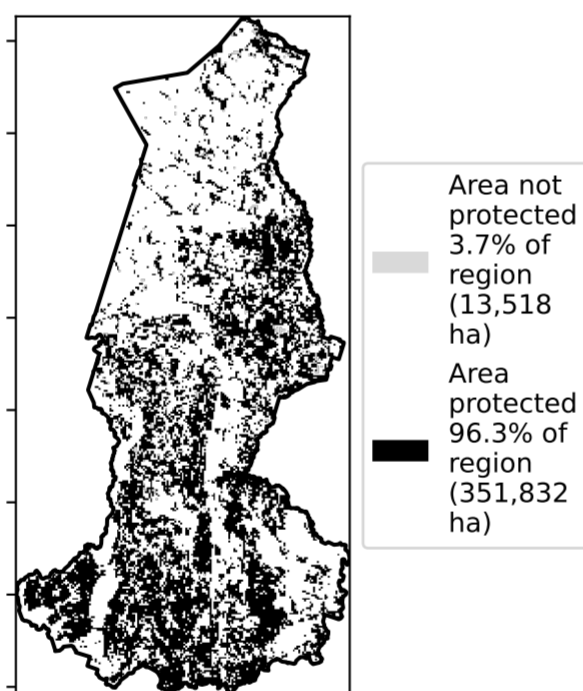 Area not
protected
3.7% of
region
(13,518
ha)
Area
protected
96.3% of
region
(351,832
ha)